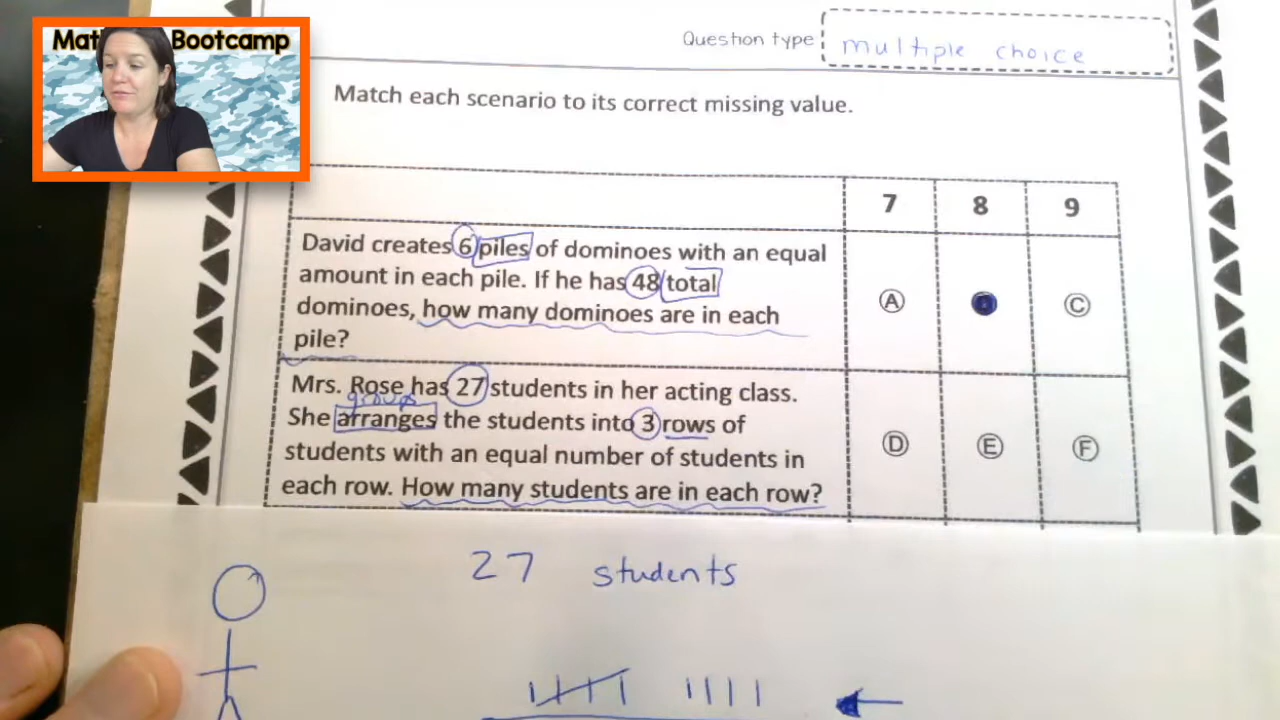 Math Bootcamp
Question type multiple choice
Match each scenario to its correct missing value.
7 8 9
David creates 6 piles of dominoes with an equal
amount in each pile. If he has 48 total
dominoes, how many dominoes are in each
pile?
A C
Mrs. Rose has 27 students in her acting class.
groups
She arranges the students into 3 rows of
students with an equal number of students in
each row. How many students are in each row?
D E F
27 students